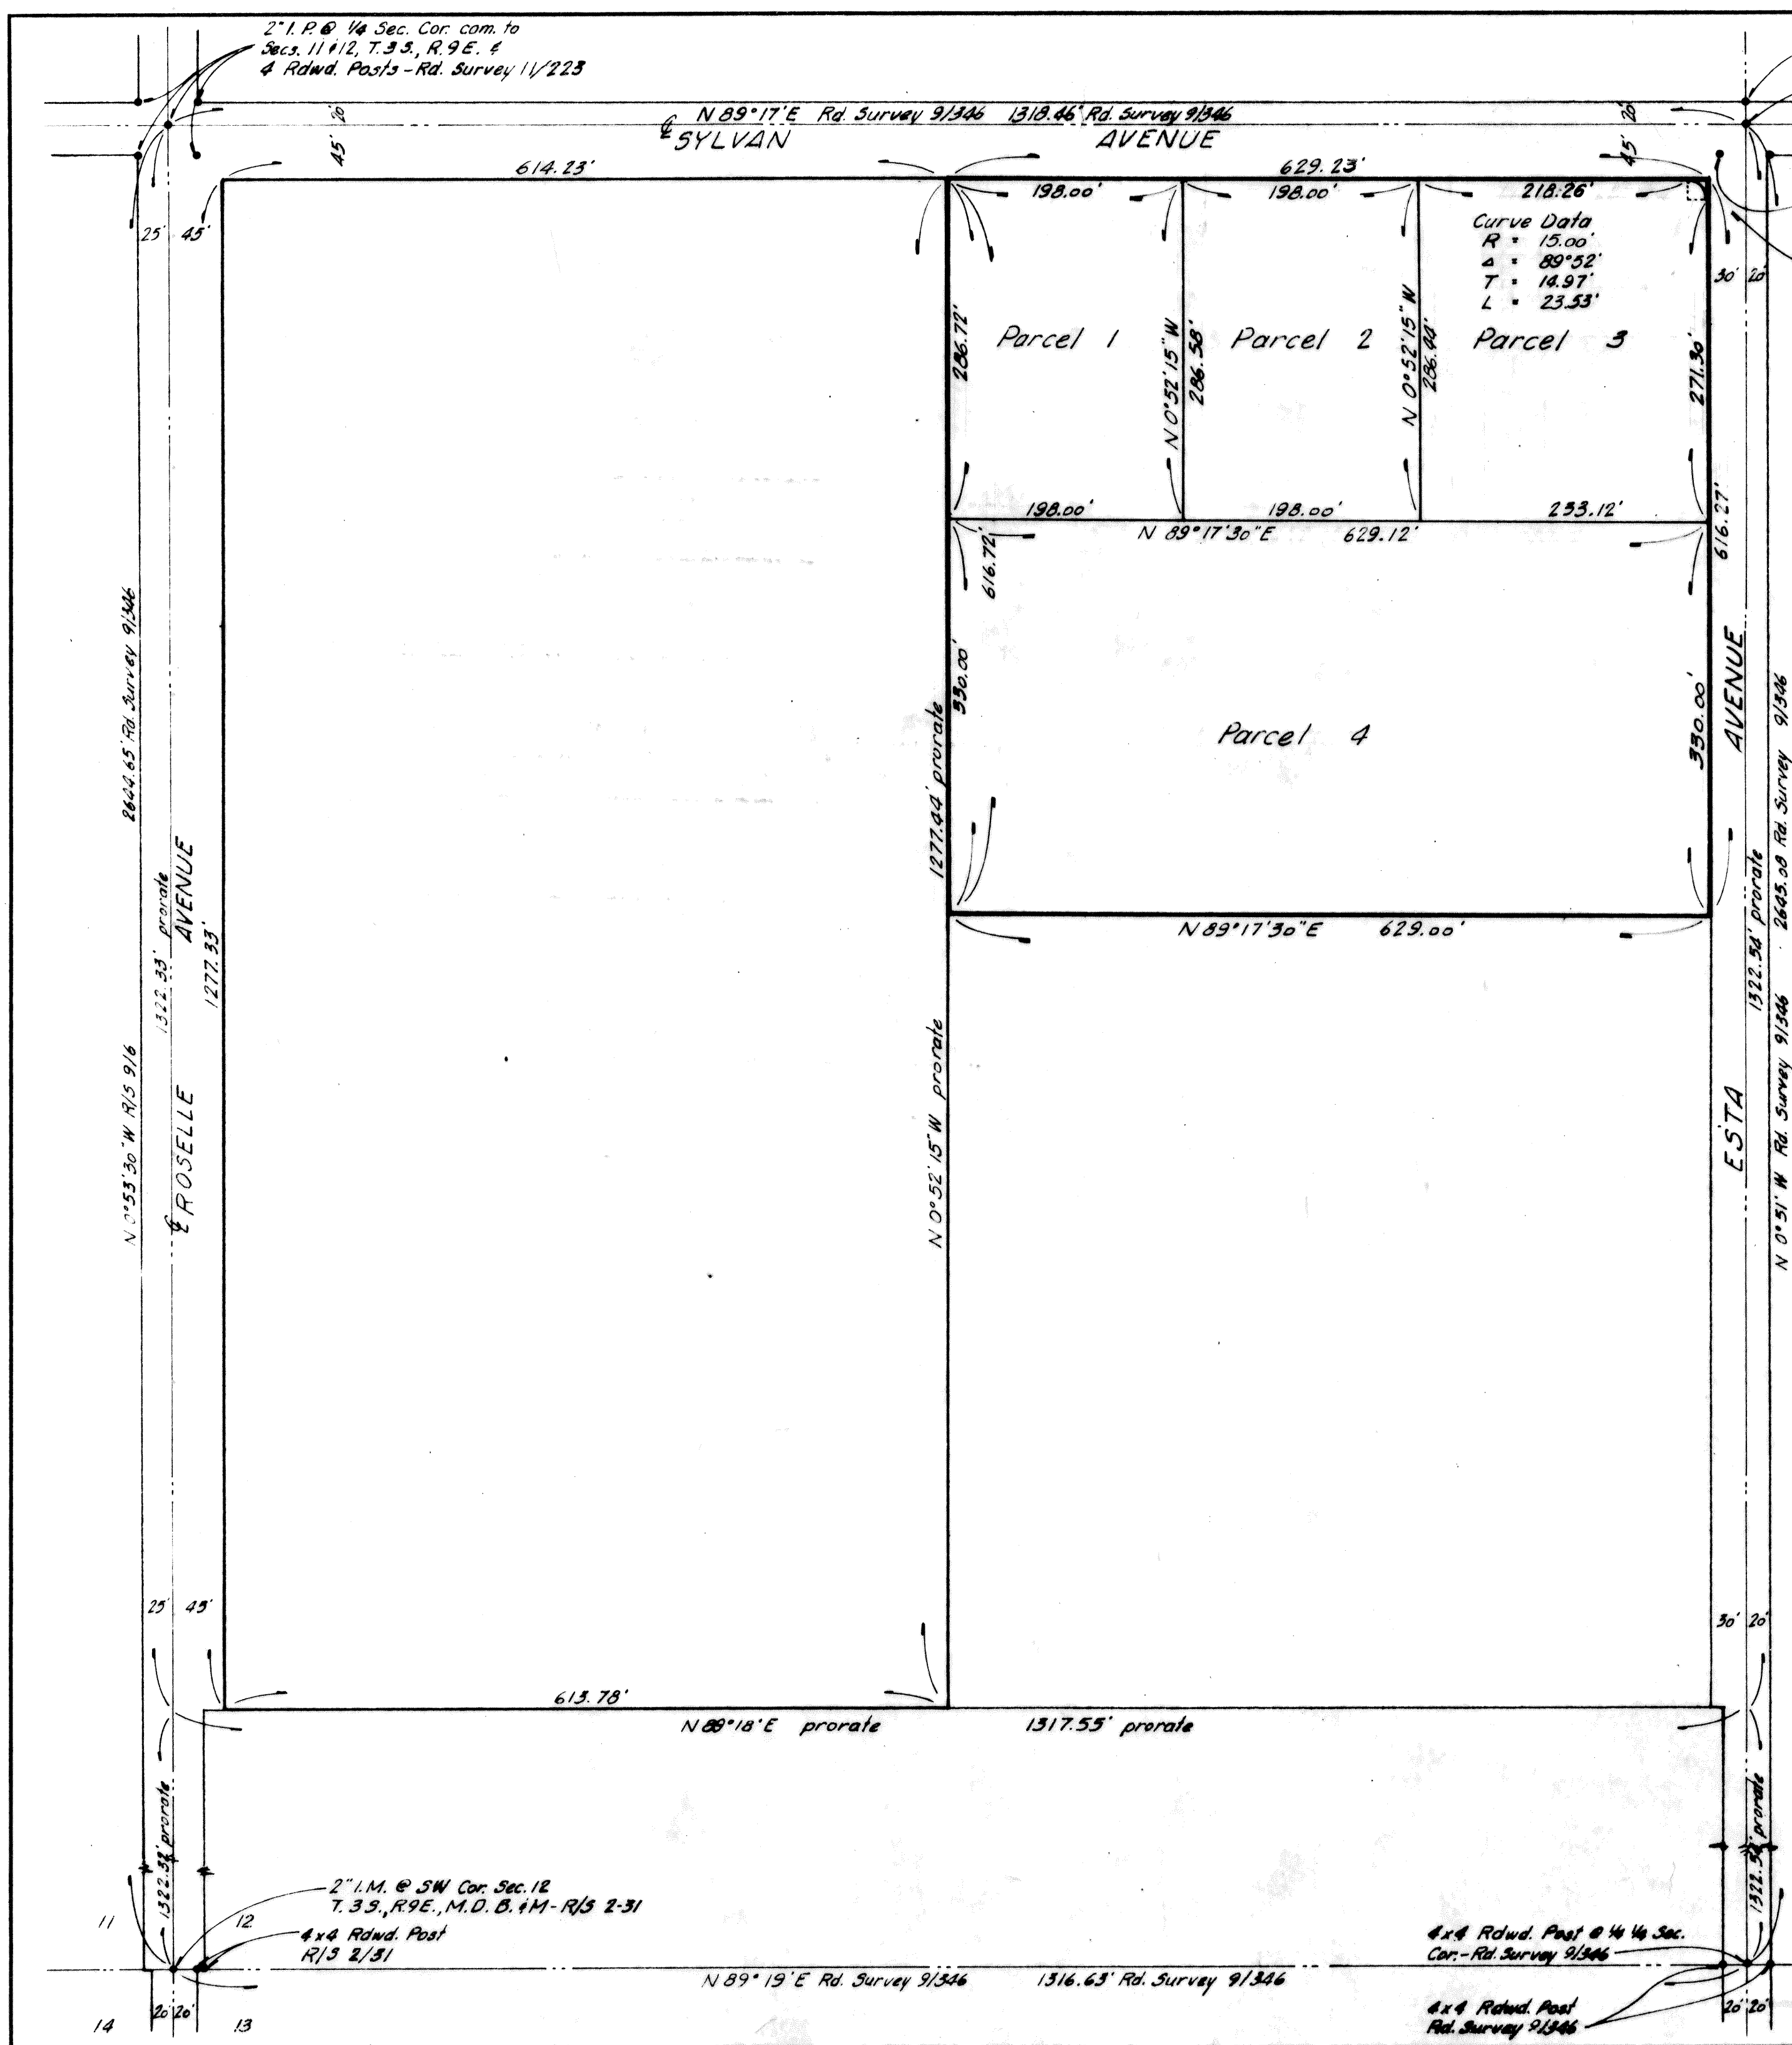 2" I.P. @ 1/4 Sec. Cor. com. to
Secs. 11 & 12, T.3S., R.9E. &
4 Rdwd. Posts - Rd. Survey 11/223
N 89°17' E Rd. Survey 9/346 1318.46' Rd. Survey 9/346
℄ SYLVAN AVENUE
20'
45'
20'
45'
614.23'
629.23'
198.00'
198.00'
218.26'
25' 45'
30' 20'
Curve Data
R = 15.00'
Δ = 89°52'
T = 14.97'
L = 23.53'
Parcel 1
Parcel 2
Parcel 3
286.72'
N 0°52'15" W
286.58'
N 0°52'15" W
286.44'
271.30'
198.00'
198.00'
233.12'
N 89°17'30" E 629.12'
616.72'
616.27'
330.00'
Parcel 4
330.00'
1277.44' prorate
N 89°17'30" E 629.00'
N 0°52'15" W prorate
2644.65' Rd. Survey 9/346
N 0°53'30" W R/S 9/6
1322.33' prorate
℄ ROSELLE AVENUE
1277.33'
ESTA AVENUE
1322.54' prorate
2645.08 Rd. Survey 9/346
N 0°51' W Rd. Survey 9/346
25' 45'
30' 20'
613.78'
N 89°18' E prorate 1317.55' prorate
1322.32' prorate
1322.54' prorate
2" I.M. @ SW Cor. Sec. 12
T.3S., R9E., M.D.B. & M - R/S 2-31
4x4 Rdwd. Post
R/S 2/31
11
12
4x4 Rdwd. Post @ 1/4 1/4 Sec.
Cor. - Rd. Survey 9/346
N 89°19' E Rd. Survey 9/346 1316.63' Rd. Survey 9/346
4x4 Rdwd. Post
Rd. Survey 9/346
14
20' 20'
13
20' 20'